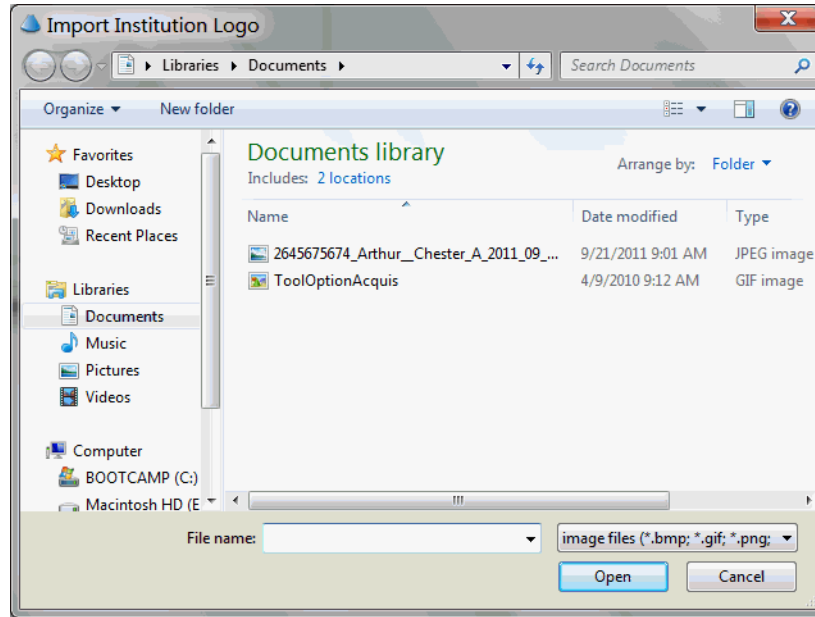 Import Institution Logo
Libraries Documents
Search Documents
Organize New folder
Favorites
Desktop
Downloads
Recent Places
Libraries
Documents
Music
Pictures
Videos
Computer
BOOTCAMP (C:)
Macintosh HD (E
Documents library
Includes: 2 locations
Arrange by: Folder
Name Date modified Type
2645675674_Arthur__Chester_A_2011_09_... 9/21/2011 9:01 AM JPEG image
ToolOptionAcquis 4/9/2010 9:12 AM GIF image
File name:
image files (*.bmp; *.gif; *.png;
Open Cancel